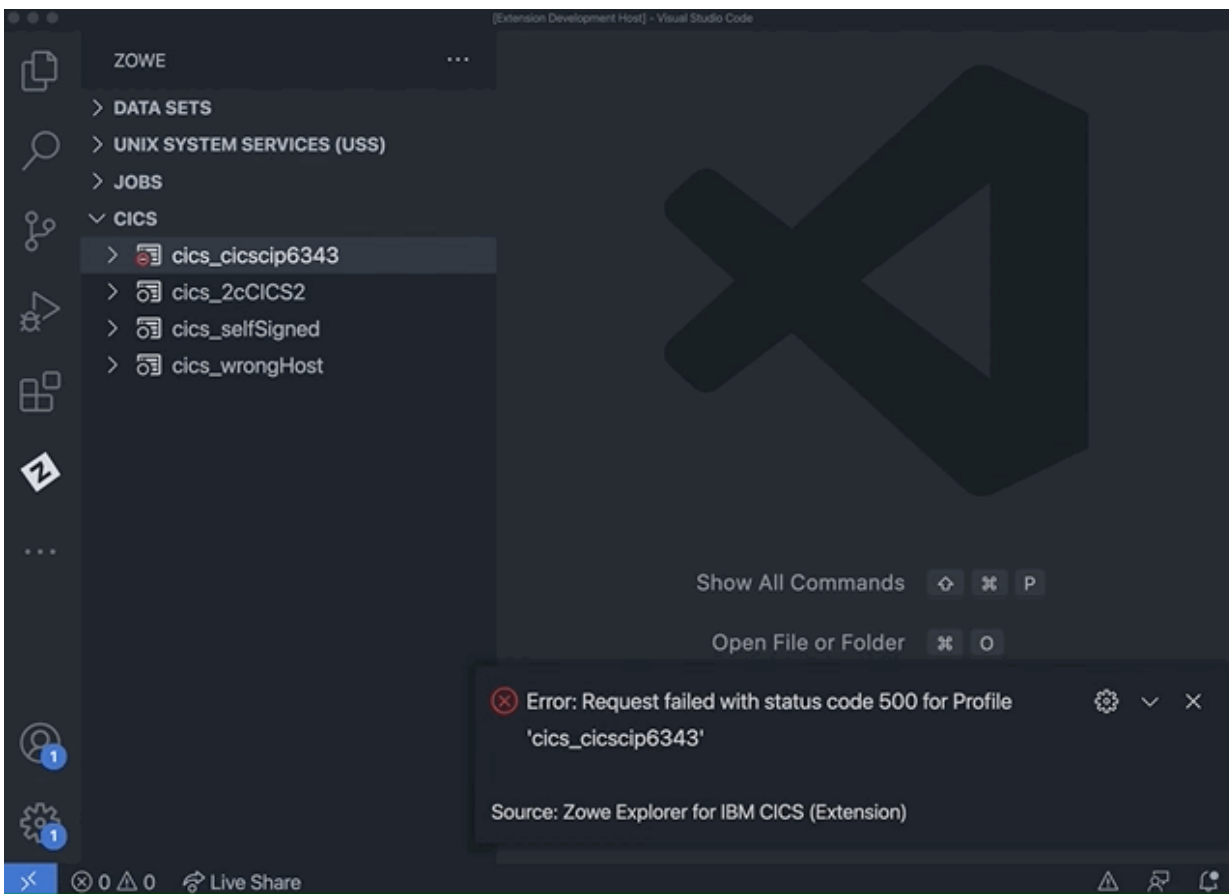 [Extension Development Host] - Visual Studio Code
ZOWE
DATA SETS
UNIX SYSTEM SERVICES (USS)
JOBS
CICS
cics_cicscip6343
cics_2cCICS2
cics_selfSigned
cics_wrongHost
Show All Commands ⇧ ⌘ P
Open File or Folder ⌘ O
Error: Request failed with status code 500 for Profile
'cics_cicscip6343'
Source: Zowe Explorer for IBM CICS (Extension)
Z
1
1
0 0 Live Share